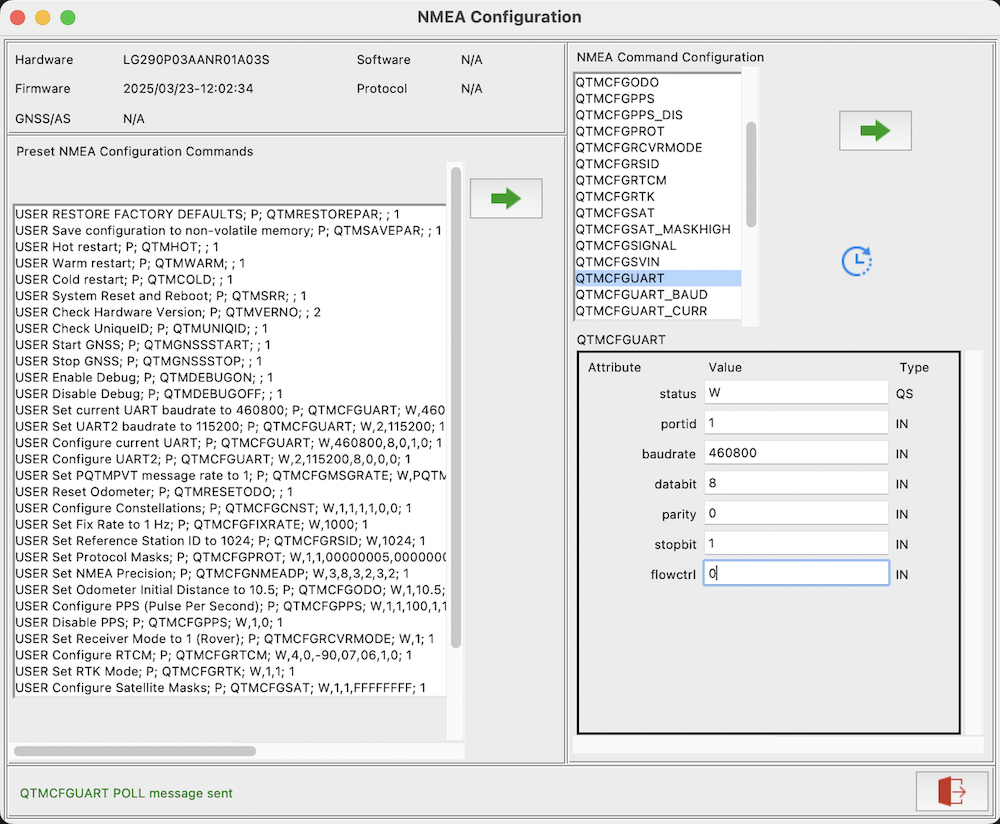 NMEA Configuration
Hardware LG290P03AANR01A03S Software N/A
Firmware 2025/03/23-12:02:34 Protocol N/A
GNSS/AS N/A
Preset NMEA Configuration Commands
USER RESTORE FACTORY DEFAULTS; P; QTMRESTOREPAR; ; 1
USER Save configuration to non-volatile memory; P; QTMSAVEPAR; ; 1
USER Hot restart; P; QTMHOT; ; 1
USER Warm restart; P; QTMWARM; ; 1
USER Cold restart; P; QTMCOLD; ; 1
USER System Reset and Reboot; P; QTMSRR; ; 1
USER Check Hardware Version; P; QTMVERNO; ; 2
USER Check UniqueID; P; QTMUNIQID; ; 1
USER Start GNSS; P; QTMGNSSSTART; ; 1
USER Stop GNSS; P; QTMGNSSSTOP; ; 1
USER Enable Debug; P; QTMDEBUGON; ; 1
USER Disable Debug; P; QTMDEBUGOFF; ; 1
USER Set current UART baudrate to 460800; P; QTMCFGUART; W,460
USER Set UART2 baudrate to 115200; P; QTMCFGUART; W,2,115200; 1
USER Configure current UART; P; QTMCFGUART; W,460800,8,0,1,0; 1
USER Configure UART2; P; QTMCFGUART; W,2,115200,8,0,0,0; 1
USER Set PQTMPVT message rate to 1; P; QTMCFGMSGRATE; W,PQTM
USER Reset Odometer; P; QTMRESETODO; ; 1
USER Configure Constellations; P; QTMCFGCNST; W,1,1,1,1,0,0; 1
USER Set Fix Rate to 1 Hz; P; QTMCFGFIXRATE; W,1000; 1
USER Set Reference Station ID to 1024; P; QTMCFGRSID; W,1024; 1
USER Set Protocol Masks; P; QTMCFGPROT; W,1,1,00000005,0000000
USER Set NMEA Precision; P; QTMCFGNMEADP; W,3,8,3,2,3,2; 1
USER Set Odometer Initial Distance to 10.5; P; QTMCFGODO; W,1,10.5;
USER Configure PPS (Pulse Per Second); P; QTMCFGPPS; W,1,1,100,1,1
USER Disable PPS; P; QTMCFGPPS; W,1,0; 1
USER Set Receiver Mode to 1 (Rover); P; QTMCFGRCVRMODE; W,1; 1
USER Configure RTCM; P; QTMCFGRTCM; W,4,0,-90,07,06,1,0; 1
USER Set RTK Mode; P; QTMCFGRTK; W,1,1; 1
USER Configure Satellite Masks; P; QTMCFGSAT; W,1,1,FFFFFFFF; 1
NMEA Command Configuration
QTMCFGODO
QTMCFGPPS
QTMCFGPPS_DIS
QTMCFGPROT
QTMCFGRCVRMODE
QTMCFGRSID
QTMCFGRTCM
QTMCFGRTK
QTMCFGSAT
QTMCFGSAT_MASKHIGH
QTMCFGSIGNAL
QTMCFGSVIN
QTMCFGUART
QTMCFGUART_BAUD
QTMCFGUART_CURR
QTMCFGUART
Attribute Value Type
status W QS
portid 1 IN
baudrate 460800 IN
databit 8 IN
parity 0 IN
stopbit 1 IN
flowctrl 0 IN
QTMCFGUART POLL message sent